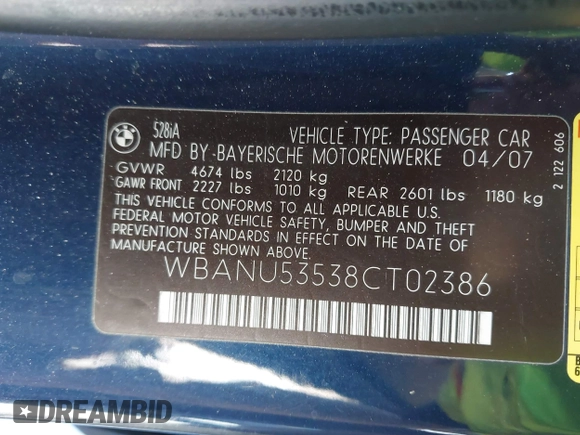 BMW
528iA
VEHICLE TYPE: PASSENGER CAR
MFD BY-BAYERISCHE MOTORENWERKE 04/07
GVWR 4674 lbs 2120 kg
GAWR FRONT 2227 lbs 1010 kg REAR 2601 lbs 1180 kg
THIS VEHICLE CONFORMS TO ALL APPLICABLE U.S.
FEDERAL MOTOR VEHICLE SAFETY, BUMPER AND THEFT
STANDARDS IN EFFECT ON THE DATE OF
MANUFACTURE SHOWN ABOVE.
WBANU53538CT02386
2 122 606
DREAMBID